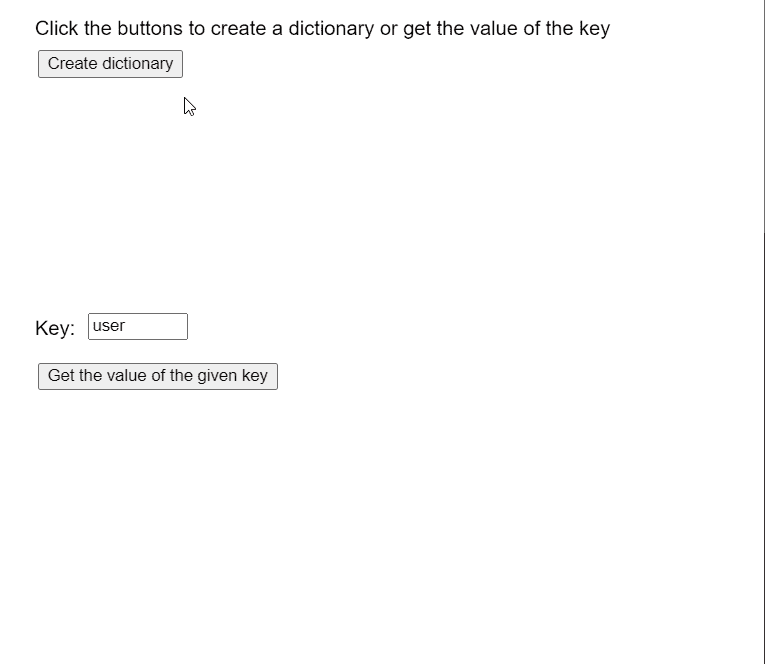 Click the buttons to create a dictionary or get the value of the key
Create dictionary
Key: user
Get the value of the given key